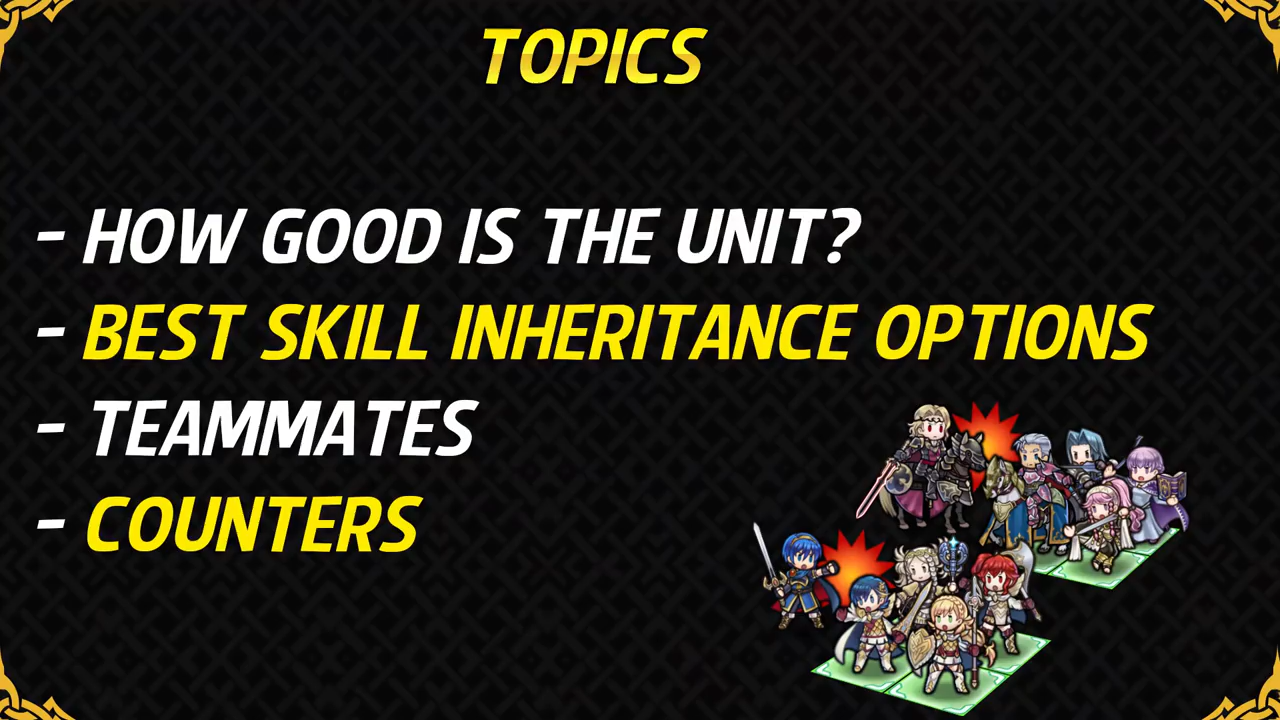 TOPICS
- HOW GOOD IS THE UNIT?
- BEST SKILL INHERITANCE OPTIONS
- TEAMMATES
- COUNTERS